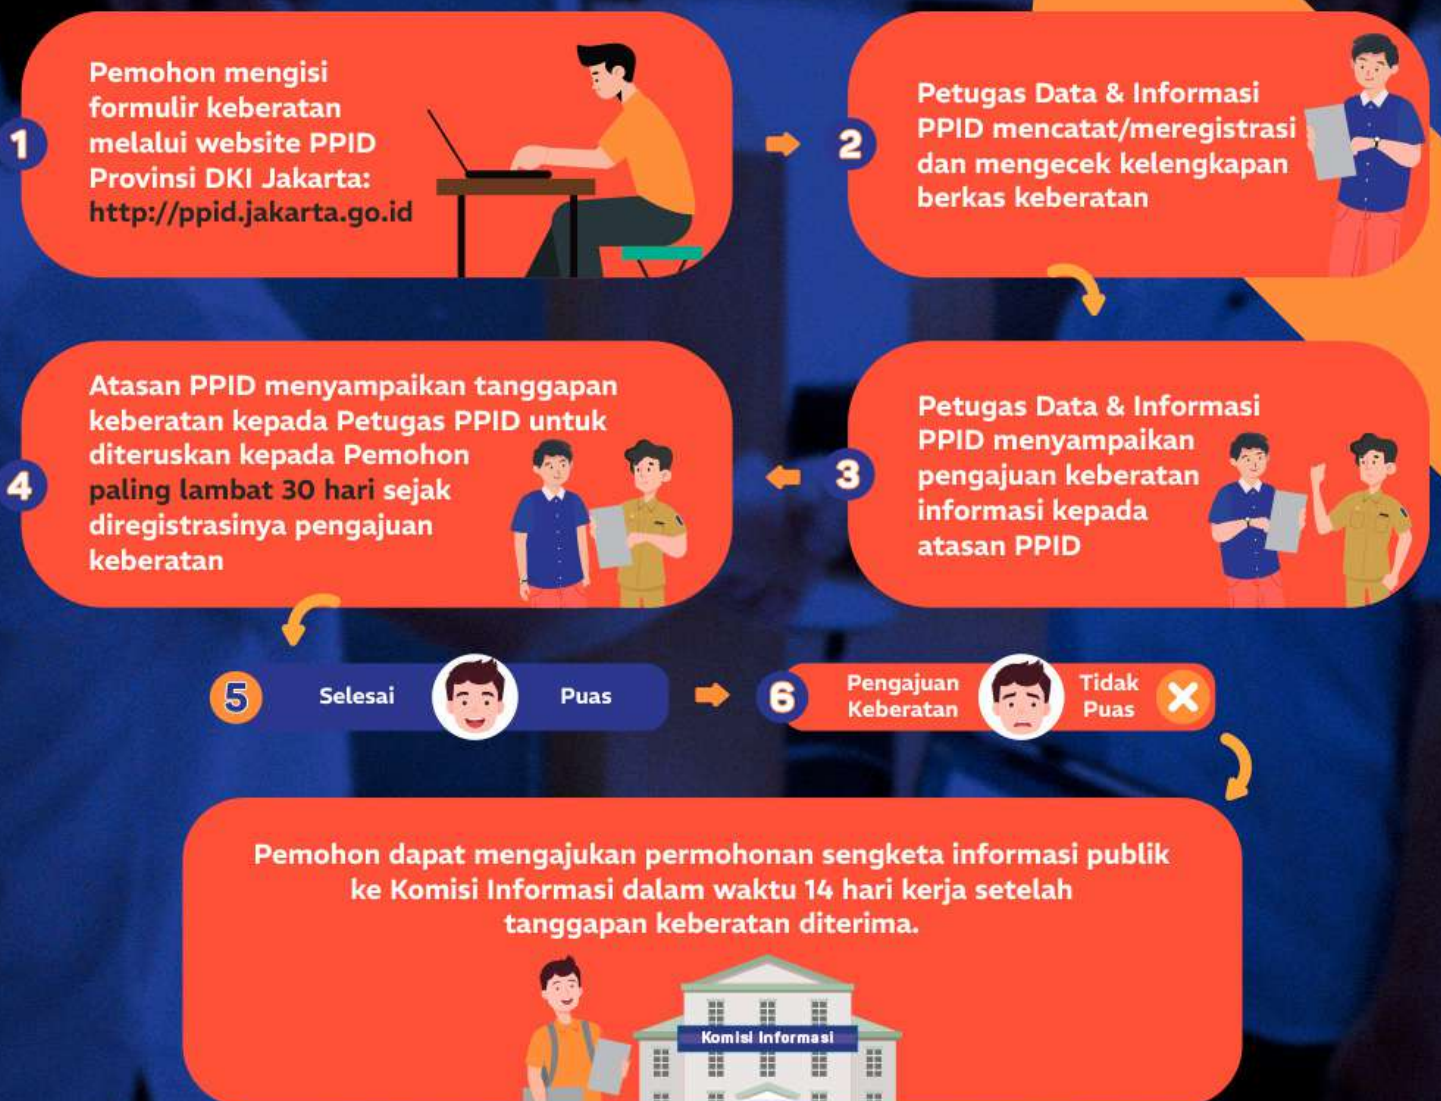 1
Pemohon mengisi
formulir keberatan
melalui website PPID
Provinsi DKI Jakarta:
http://ppid.jakarta.go.id
2
Petugas Data & Informasi
PPID mencatat/meregistrasi
dan mengecek kelengkapan
berkas keberatan
3
Petugas Data & Informasi
PPID menyampaikan
pengajuan keberatan
informasi kepada
atasan PPID
4
Atasan PPID menyampaikan tanggapan
keberatan kepada Petugas PPID untuk
diteruskan kepada Pemohon
paling lambat 30 hari sejak
diregistrasinya pengajuan
keberatan
5
Selesai
Puas
6
Pengajuan
Keberatan
Tidak
Puas
Pemohon dapat mengajukan permohonan sengketa informasi publik
ke Komisi Informasi dalam waktu 14 hari kerja setelah
tanggapan keberatan diterima.
Komisi Informasi